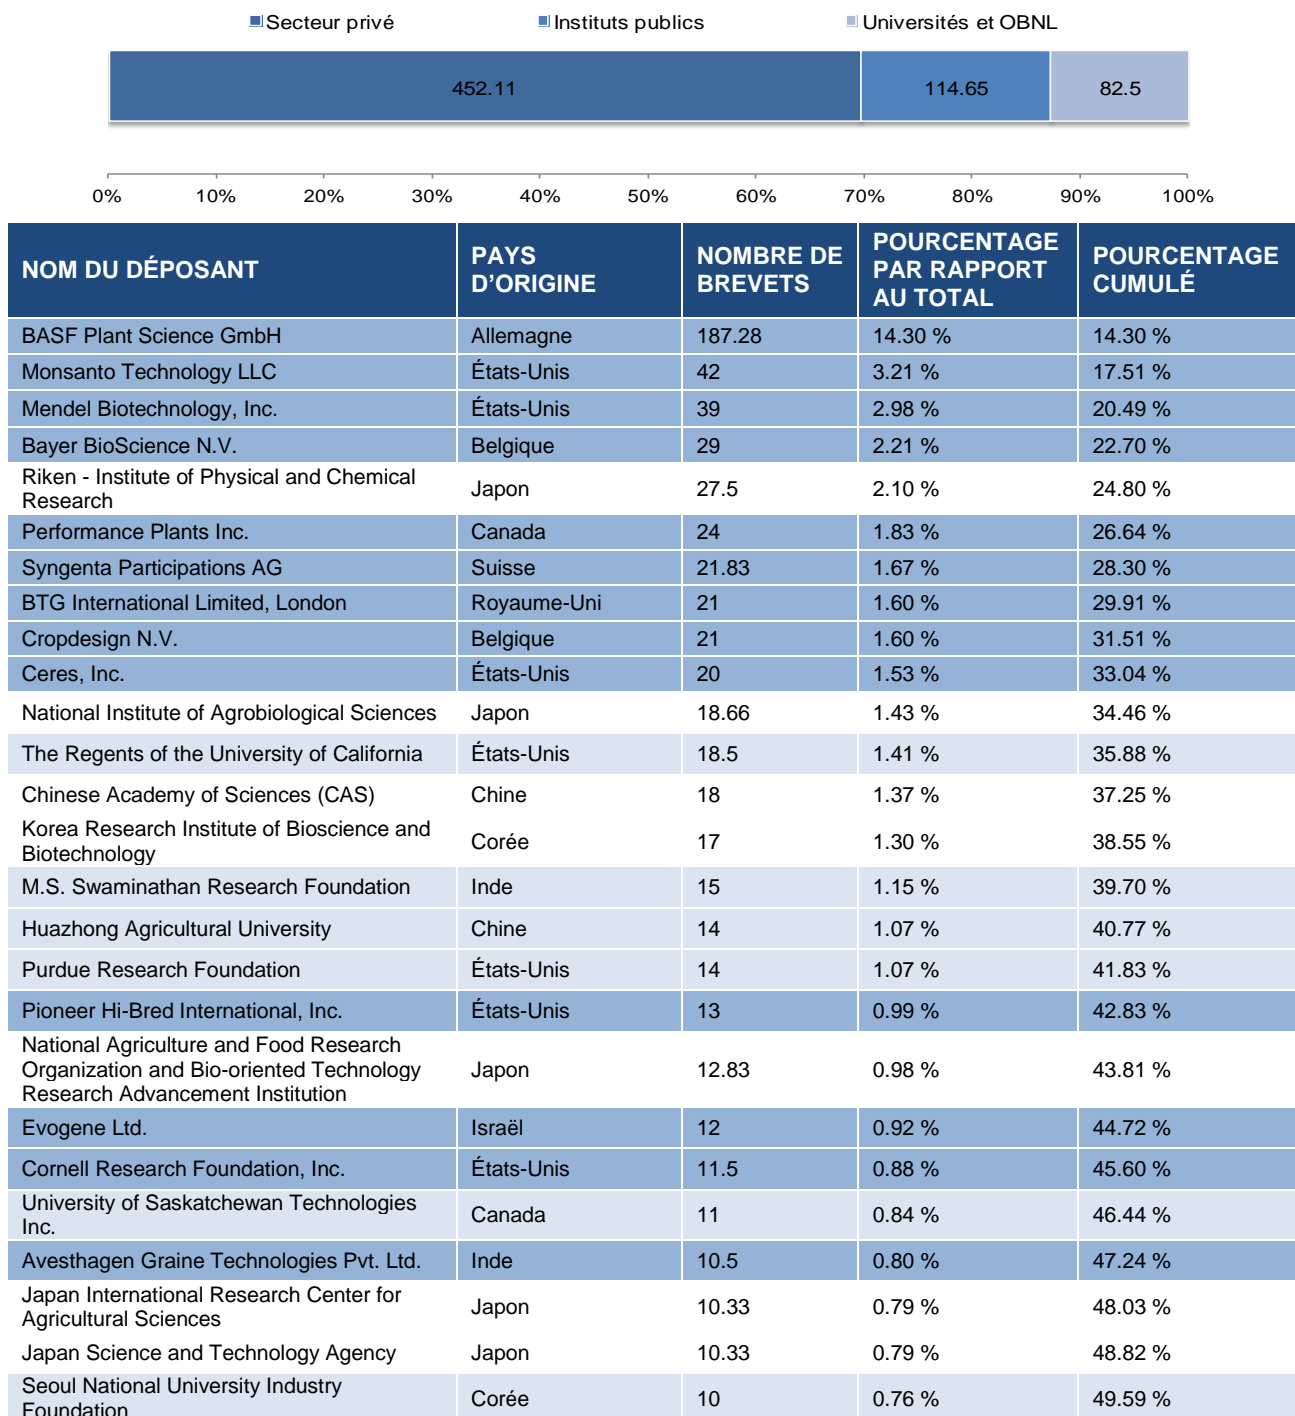 Secteur privé Instituts publics Universités et OBNL
452.11 114.65 82.5
0% 10% 20% 30% 40% 50% 60% 70% 80% 90% 100%
NOM DU DÉPOSANT PAYS D’ORIGINE NOMBRE DE BREVETS POURCENTAGE PAR RAPPORT AU TOTAL POURCENTAGE CUMULÉ
BASF Plant Science GmbH Allemagne 187.28 14.30 % 14.30 %
Monsanto Technology LLC États-Unis 42 3.21 % 17.51 %
Mendel Biotechnology, Inc. États-Unis 39 2.98 % 20.49 %
Bayer BioScience N.V. Belgique 29 2.21 % 22.70 %
Riken - Institute of Physical and Chemical
Research Japon 27.5 2.10 % 24.80 %
Performance Plants Inc. Canada 24 1.83 % 26.64 %
Syngenta Participations AG Suisse 21.83 1.67 % 28.30 %
BTG International Limited, London Royaume-Uni 21 1.60 % 29.91 %
Cropdesign N.V. Belgique 21 1.60 % 31.51 %
Ceres, Inc. États-Unis 20 1.53 % 33.04 %
National Institute of Agrobiological Sciences Japon 18.66 1.43 % 34.46 %
The Regents of the University of California États-Unis 18.5 1.41 % 35.88 %
Chinese Academy of Sciences (CAS) Chine 18 1.37 % 37.25 %
Korea Research Institute of Bioscience and
Biotechnology Corée 17 1.30 % 38.55 %
M.S. Swaminathan Research Foundation Inde 15 1.15 % 39.70 %
Huazhong Agricultural University Chine 14 1.07 % 40.77 %
Purdue Research Foundation États-Unis 14 1.07 % 41.83 %
Pioneer Hi-Bred International, Inc. États-Unis 13 0.99 % 42.83 %
National Agriculture and Food Research
Organization and Bio-oriented Technology
Research Advancement Institution Japon 12.83 0.98 % 43.81 %
Evogene Ltd. Israël 12 0.92 % 44.72 %
Cornell Research Foundation, Inc. États-Unis 11.5 0.88 % 45.60 %
University of Saskatchewan Technologies
Inc. Canada 11 0.84 % 46.44 %
Avesthagen Graine Technologies Pvt. Ltd. Inde 10.5 0.80 % 47.24 %
Japan International Research Center for
Agricultural Sciences Japon 10.33 0.79 % 48.03 %
Japan Science and Technology Agency Japon 10.33 0.79 % 48.82 %
Seoul National University Industry
Foundation Corée 10 0.76 % 49.59 %